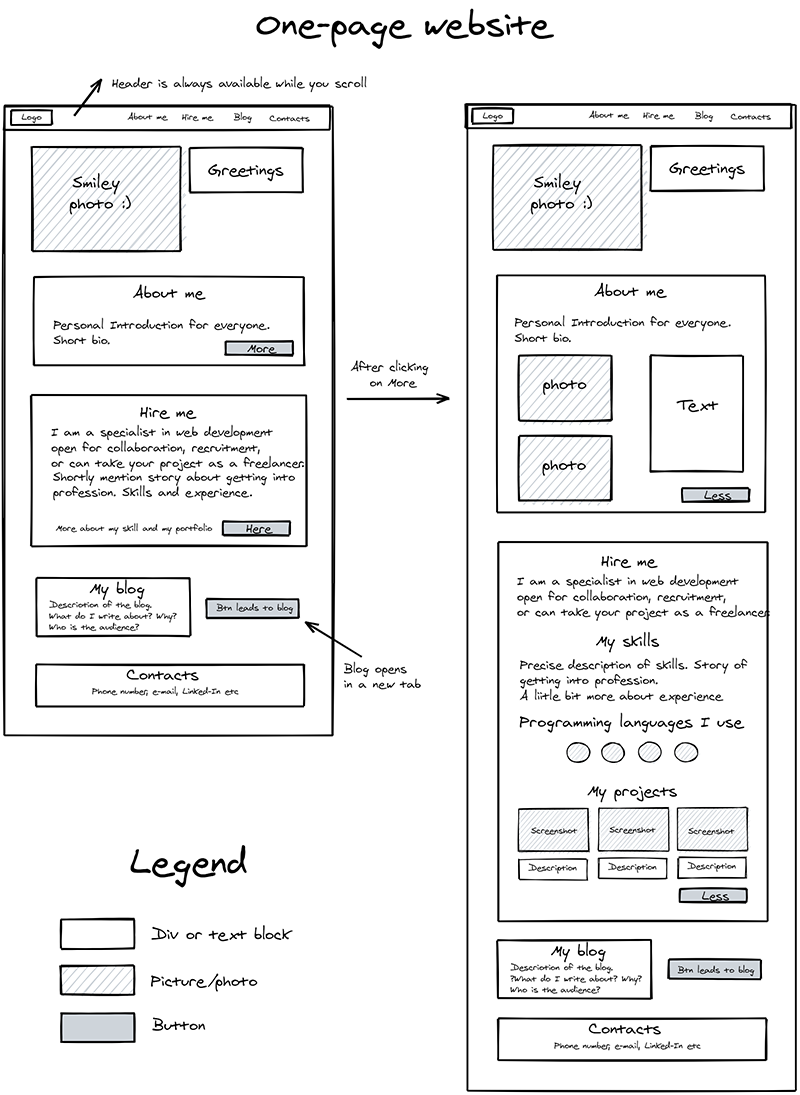 One-page website
Header is always available while you scroll
Logo
About me
Hire me
Blog
Contacts
Smiley
photo :)
Greetings
About me
Personal Introduction for everyone.
Short bio.
More
Hire me
I am a specialist in web development
open for collaboration, recruitment,
or can take your project as a freelancer.
Shortly mention story about getting into
profession. Skills and experience.
More about my skill and my portfolio
Here
My blog
Descriotion of the blog.
What do I write about? Why?
Who is the audience?
Btn leads to blog
Blog opens
in a new tab
Contacts
Phone number, e-mail, Linked-In etc
After clicking
on More
Logo
About me
Hire me
Blog
Contacts
Smiley
photo :)
Greetings
About me
Personal Introduction for everyone.
Short bio.
photo
Text
photo
Less
Hire me
I am a specialist in web development
open for collaboration, recruitment,
or can take your project as a freelancer
My skills
Precise description of skills. Story of
getting into profession.
A liitle bit more about experience
Programming languages I use
My projects
Screenshot
Screenshot
Screenshot
Description
Description
Description
Less
My blog
Descriotion of the blog.
?What do I write about? Why?
Who is the audience?
Btn leads to blog
Contacts
Phone number, e-mail, Linked-In etc
Legend
Div or text block
Picture/photo
Button